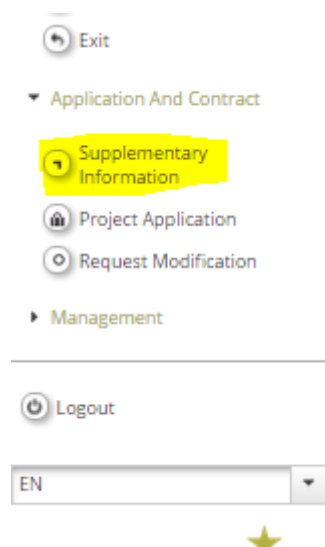 Exit
Application And Contract
Supplementary
Information
Project Application
Request Modification
Management
Logout
EN